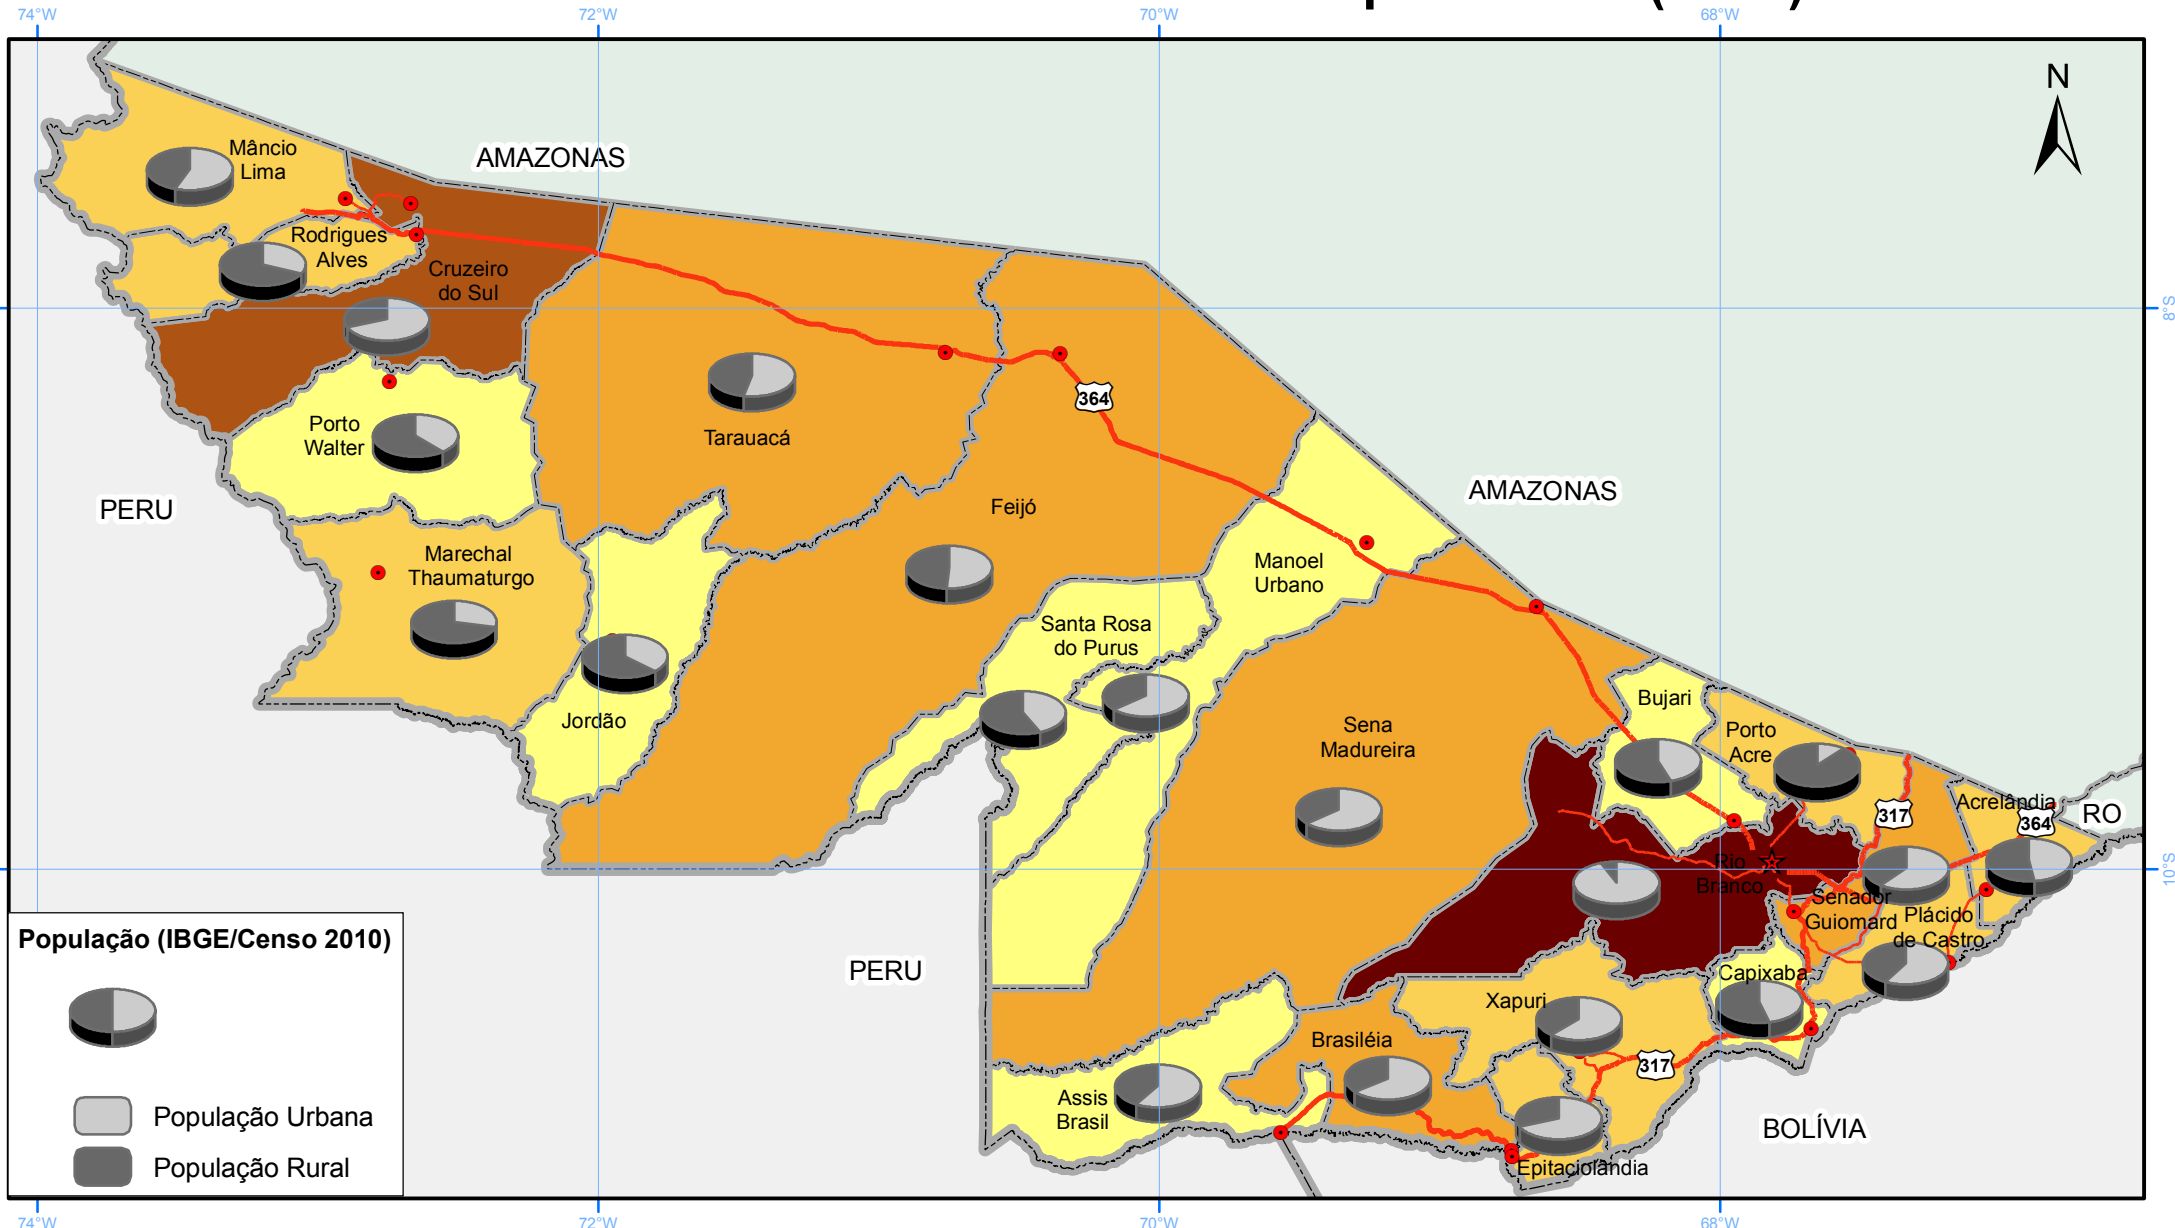 74°W
72°W
70°W
68°W
N
Mâncio
Lima
AMAZONAS
Rodrigues
Alves
Cruzeiro
do Sul
8°S
364
Porto
Walter
Tarauacá
PERU
AMAZONAS
Feijó
Marechal
Thaumaturgo
Manoel
Urbano
Santa Rosa
do Purus
Jordão
Bujari
Sena
Madureira
Porto
Acre
Acrelândia
317
364
RO
Rio
Branco
10°S
Senador
Guiomard
Plácido
de Castro
População (IBGE/Censo 2010)
PERU
Capixaba
Xapuri
Brasiléia
317
Assis
Brasil
População Urbana
BOLÍVIA
População Rural
Epitaciolândia
74°W
72°W
70°W
68°W